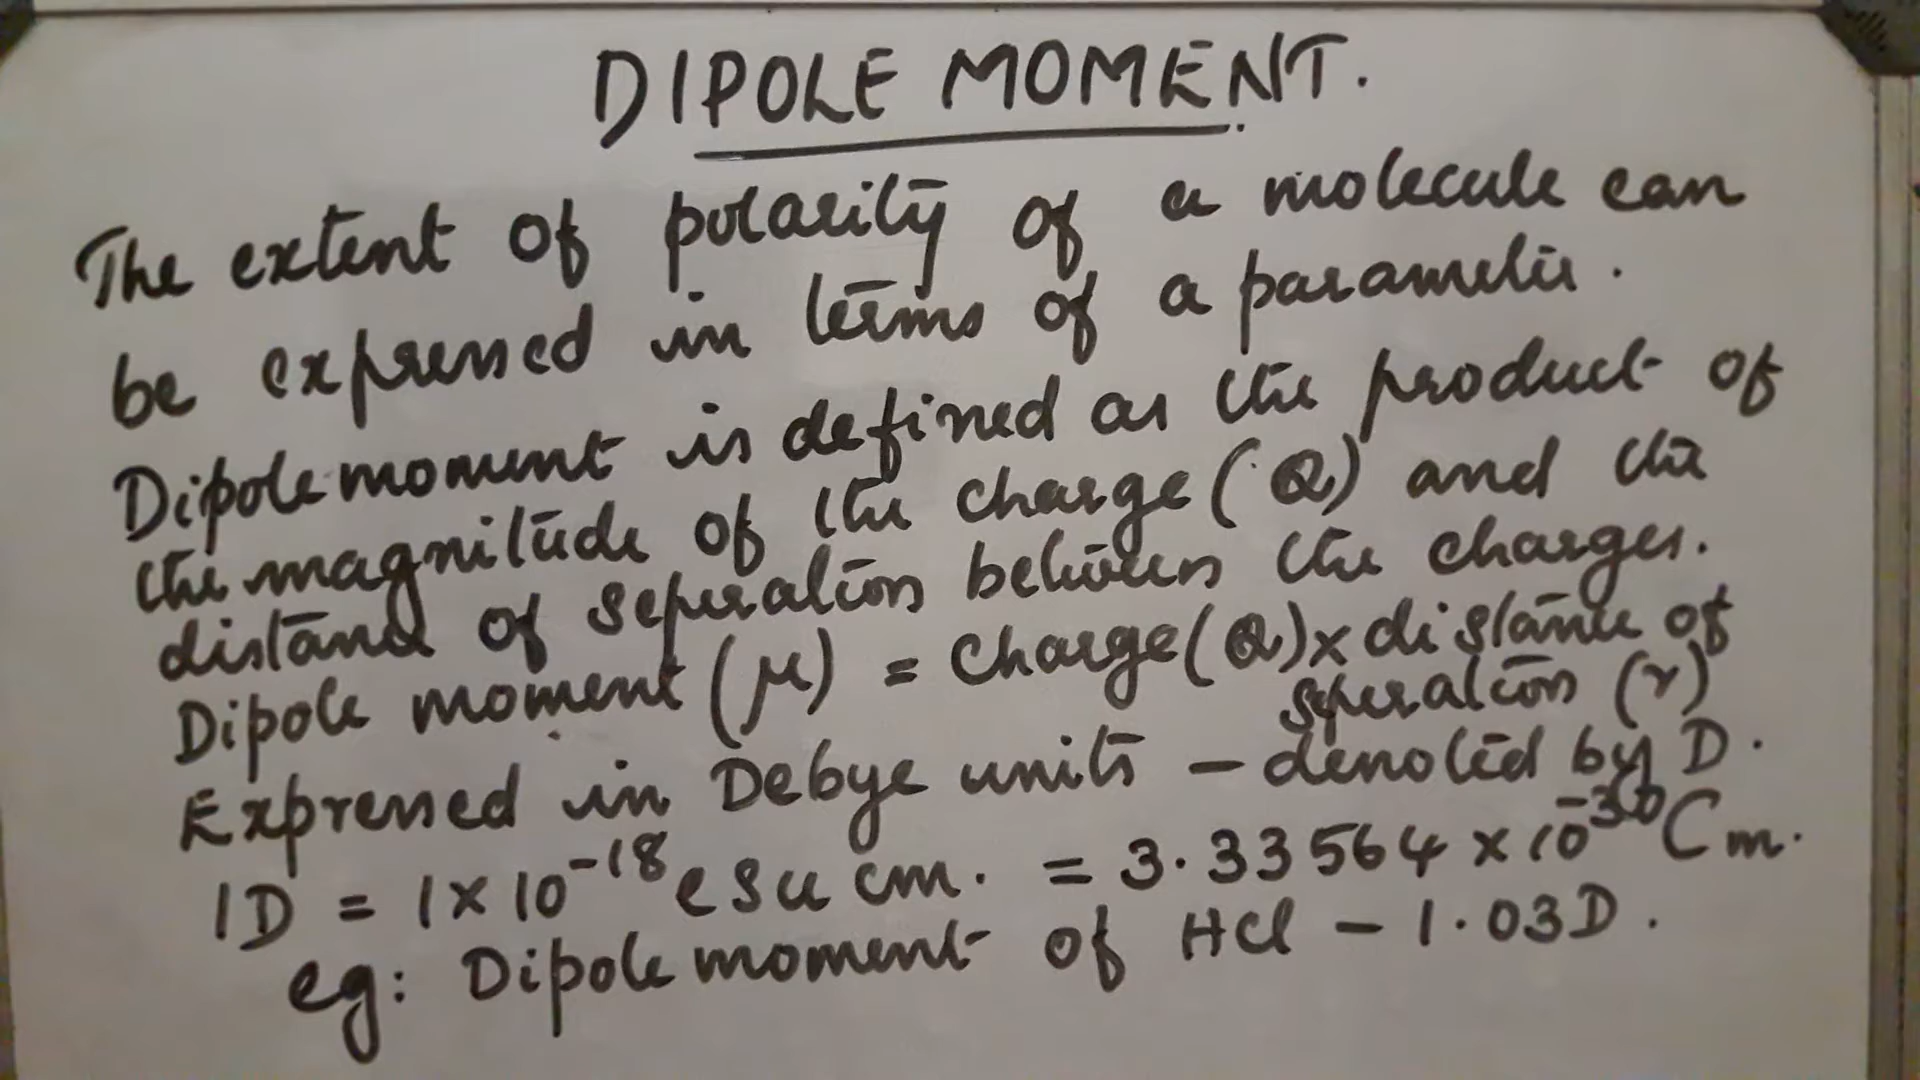 DIPOLE MOMENT.
The extent of polarity of a molecule can
be expressed in terms of a parameter.
Dipole moment is defined as the product of
the magnitude of the charge (Q) and the
distance of seperation between the charges.
Dipole moment (μ) = Charge (Q) x distance of
seperation (r)
Expressed in Debye units – denoted by D.
1D = 1 x 10⁻¹⁸ esu cm. = 3.33564 x 10⁻³⁰ Cm.
eg: Dipole moment of HCl – 1.03D.